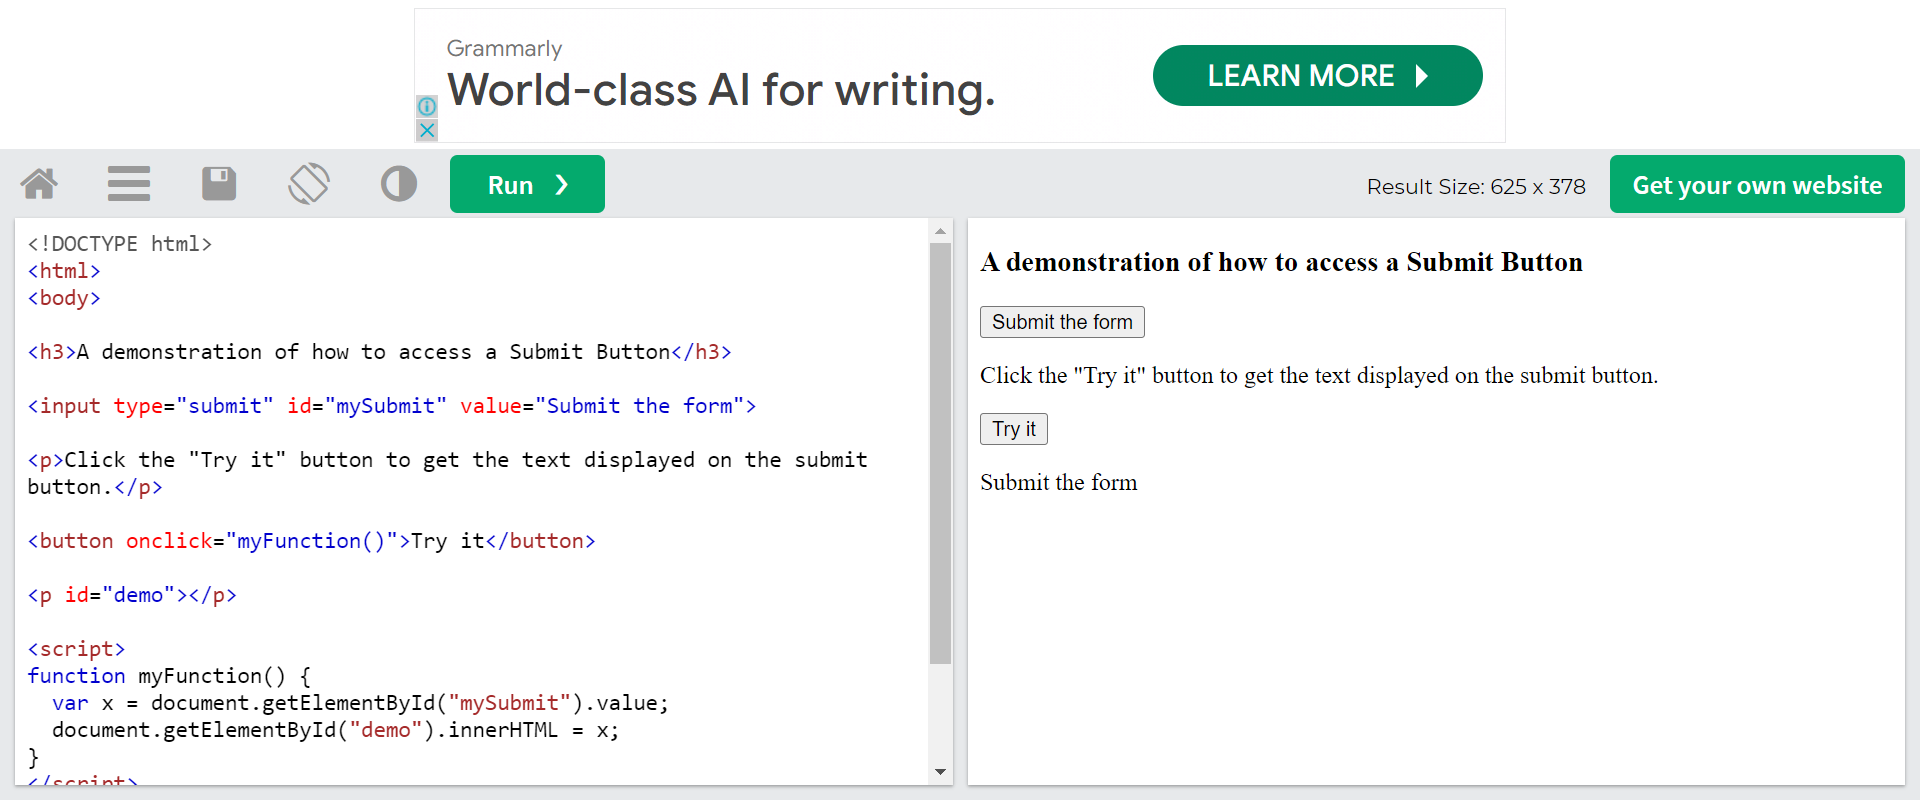 Grammarly
World-class AI for writing.
LEARN MORE
Run ❯
Result Size: 625 x 378
Get your own website
<!DOCTYPE html>
<html>
<body>
<h3>A demonstration of how to access a Submit Button</h3>
<input type="submit" id="mySubmit" value="Submit the form">
<p>Click the "Try it" button to get the text displayed on the submit
button.</p>
<button onclick="myFunction()">Try it</button>
<p id="demo"></p>
<script>
function myFunction() {
  var x = document.getElementById("mySubmit").value;
  document.getElementById("demo").innerHTML = x;
}
</script>
A demonstration of how to access a Submit Button
Submit the form
Click the "Try it" button to get the text displayed on the submit button.
Try it
Submit the form